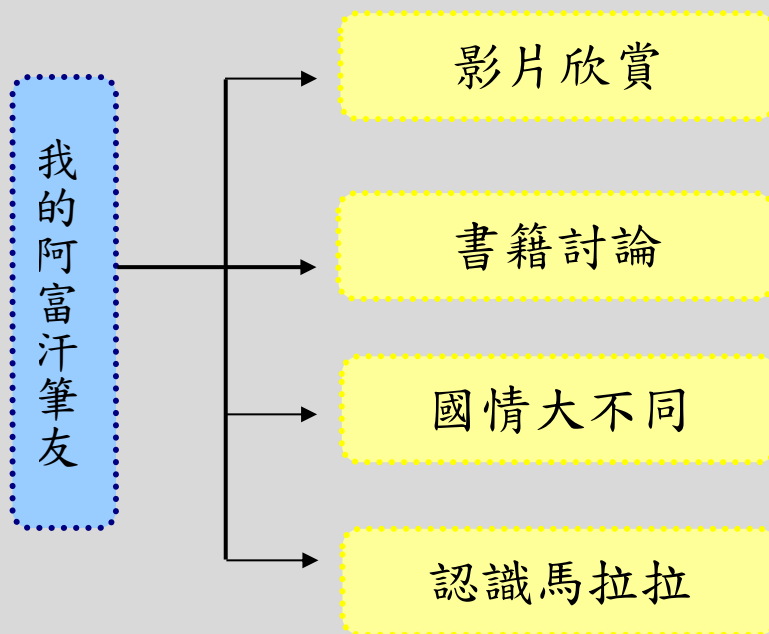 我的阿富汗筆友
影片欣賞
書籍討論
國情大不同
認識馬拉拉